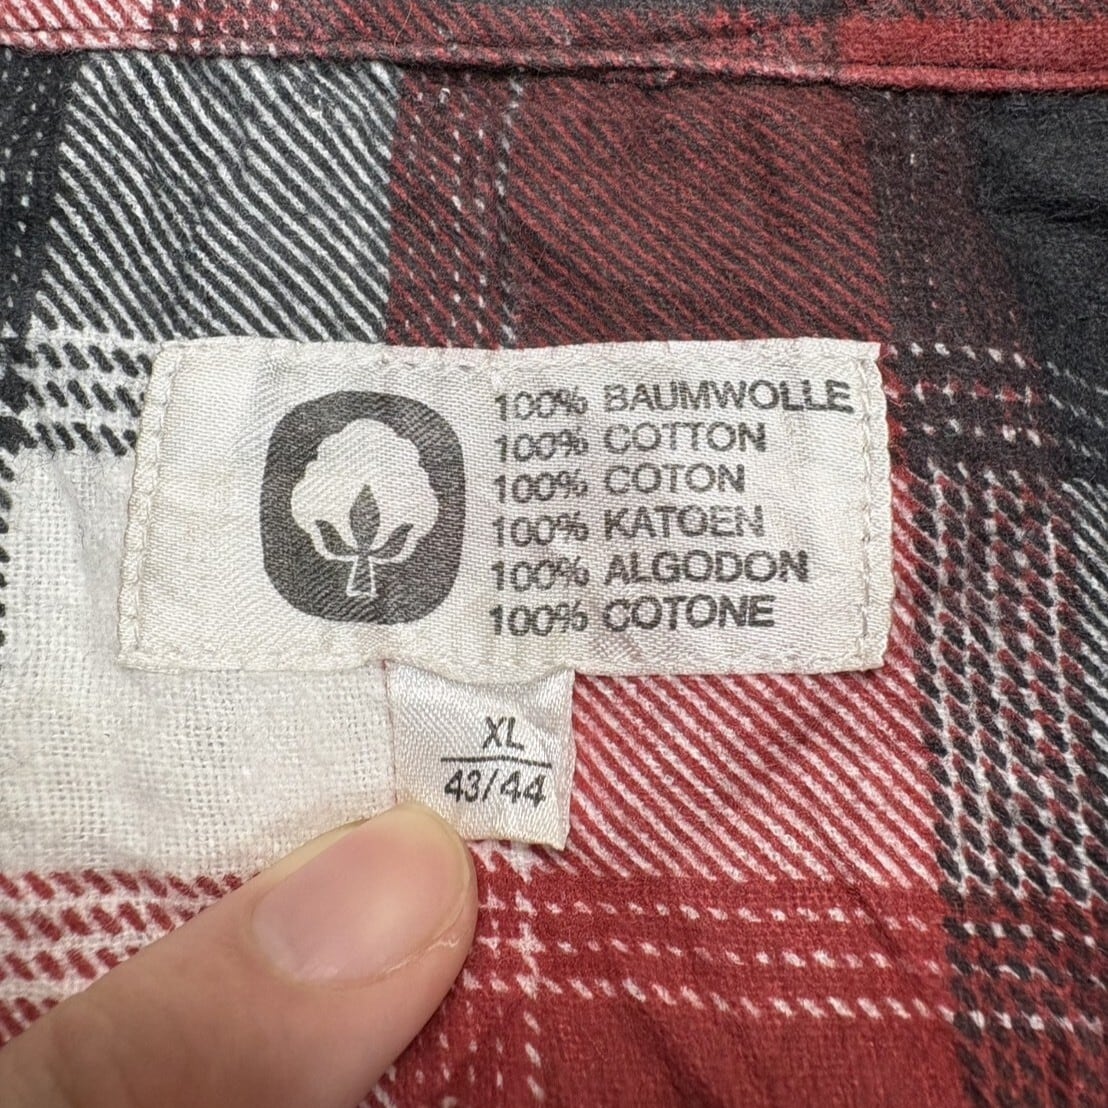 100% BAUMWOLLE
100% COTTON
100% COTON
100% KATOEN
100% ALGODON
100% COTONE
XL
43/44